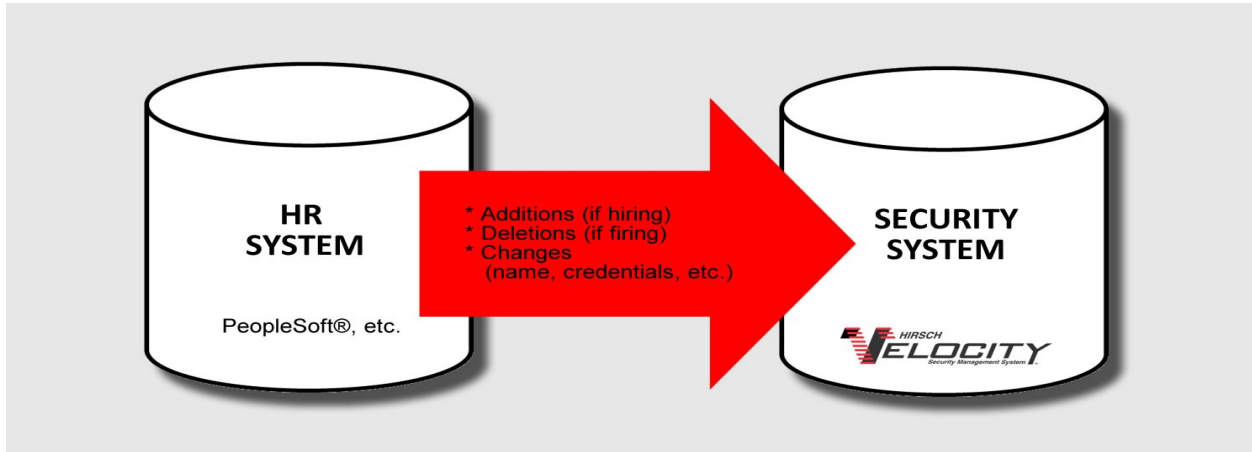 HR
SYSTEM
PeopleSoft®, etc.
* Additions (if hiring)
* Deletions (if firing)
* Changes
(name, credentials, etc.)
SECURITY
SYSTEM
HIRSCH
VELOCITY
Security Management System